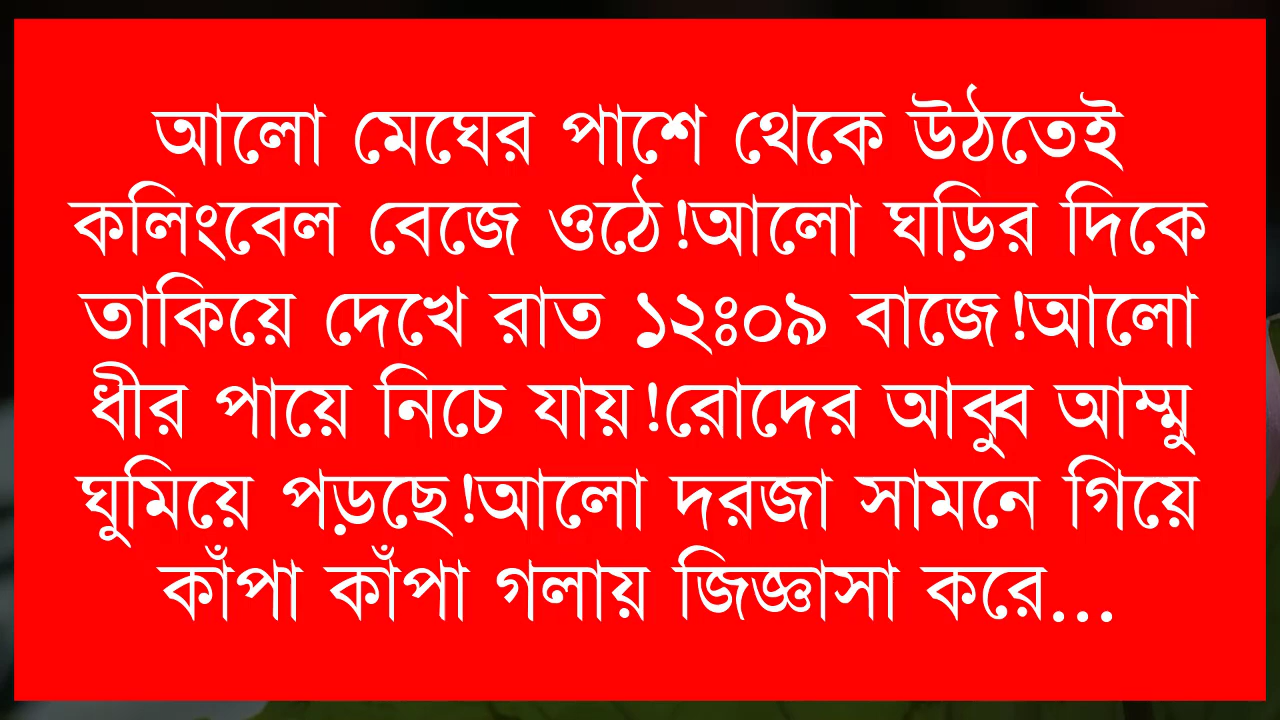 আলো মেঘের পাশে থেকে উঠতেই
কলিংবেল বেজে ওঠে!আলো ঘড়ির দিকে
তাকিয়ে দেখে রাত ১২ঃ০৯ বাজে!আলো
ধীর পায়ে নিচে যায়!রোদের আব্বু আম্মু
ঘুমিয়ে পড়ছে!আলো দরজা সামনে গিয়ে
কাঁপা কাঁপা গলায় জিজ্ঞাসা করে...